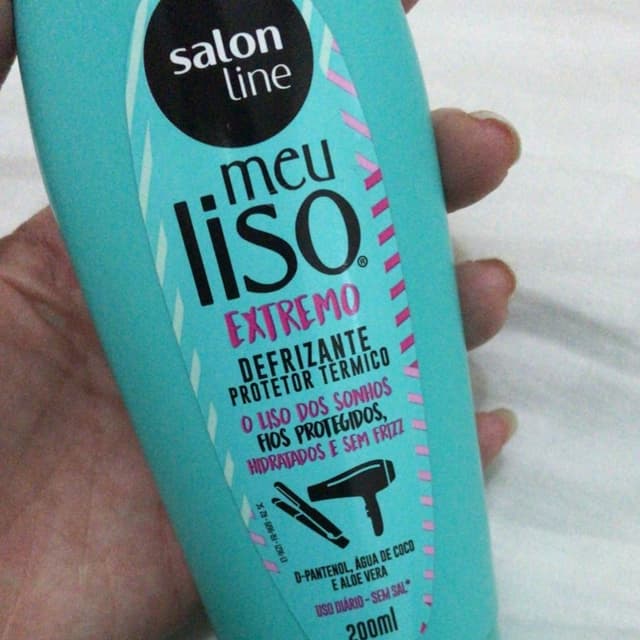 salon
line
meu
liso®
EXTREMO
DEFRIZANTE
PROTETOR TÉRMICO
O LISO DOS SONHOS
FIOS PROTEGIDOS,
HIDRATADOS E SEM FRIZZ
D-PANTENOL, ÁGUA DE COCO
E ALOE VERA
USO DIÁRIO - SEM SAL*
200ml